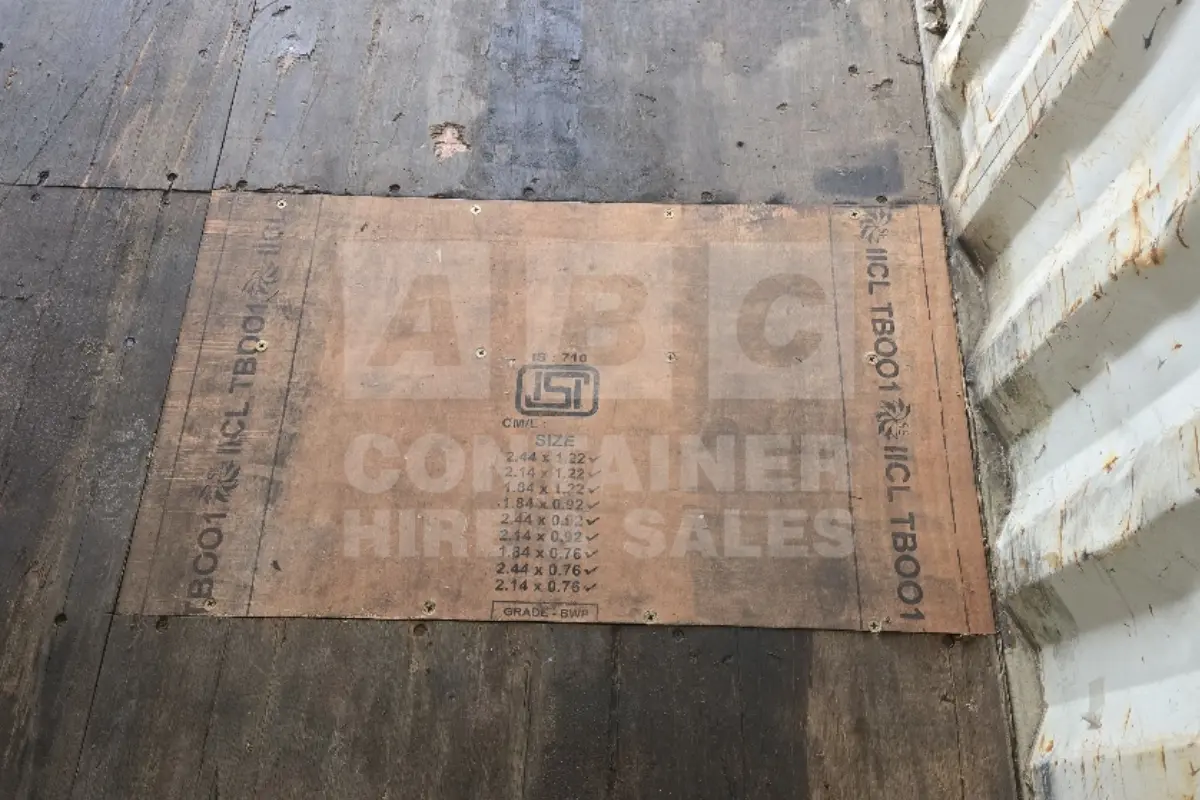 IICL TBOO1 IICL
TBOO1
IICL TBOO1 IICL TBOO1
ABC
CONTAINER
HIRE SALES
IS : 710
ISI
CM/L :
SIZE
2.44 x 1.22 ✓
2.14 x 1.22 ✓
1.84 x 1.22 ✓
1.84 x 0.92 ✓
2.44 x 0.92 ✓
2.14 x 0.92 ✓
1.84 x 0.76 ✓
2.44 x 0.76 ✓
2.14 x 0.76 ✓
GRADE - BWP